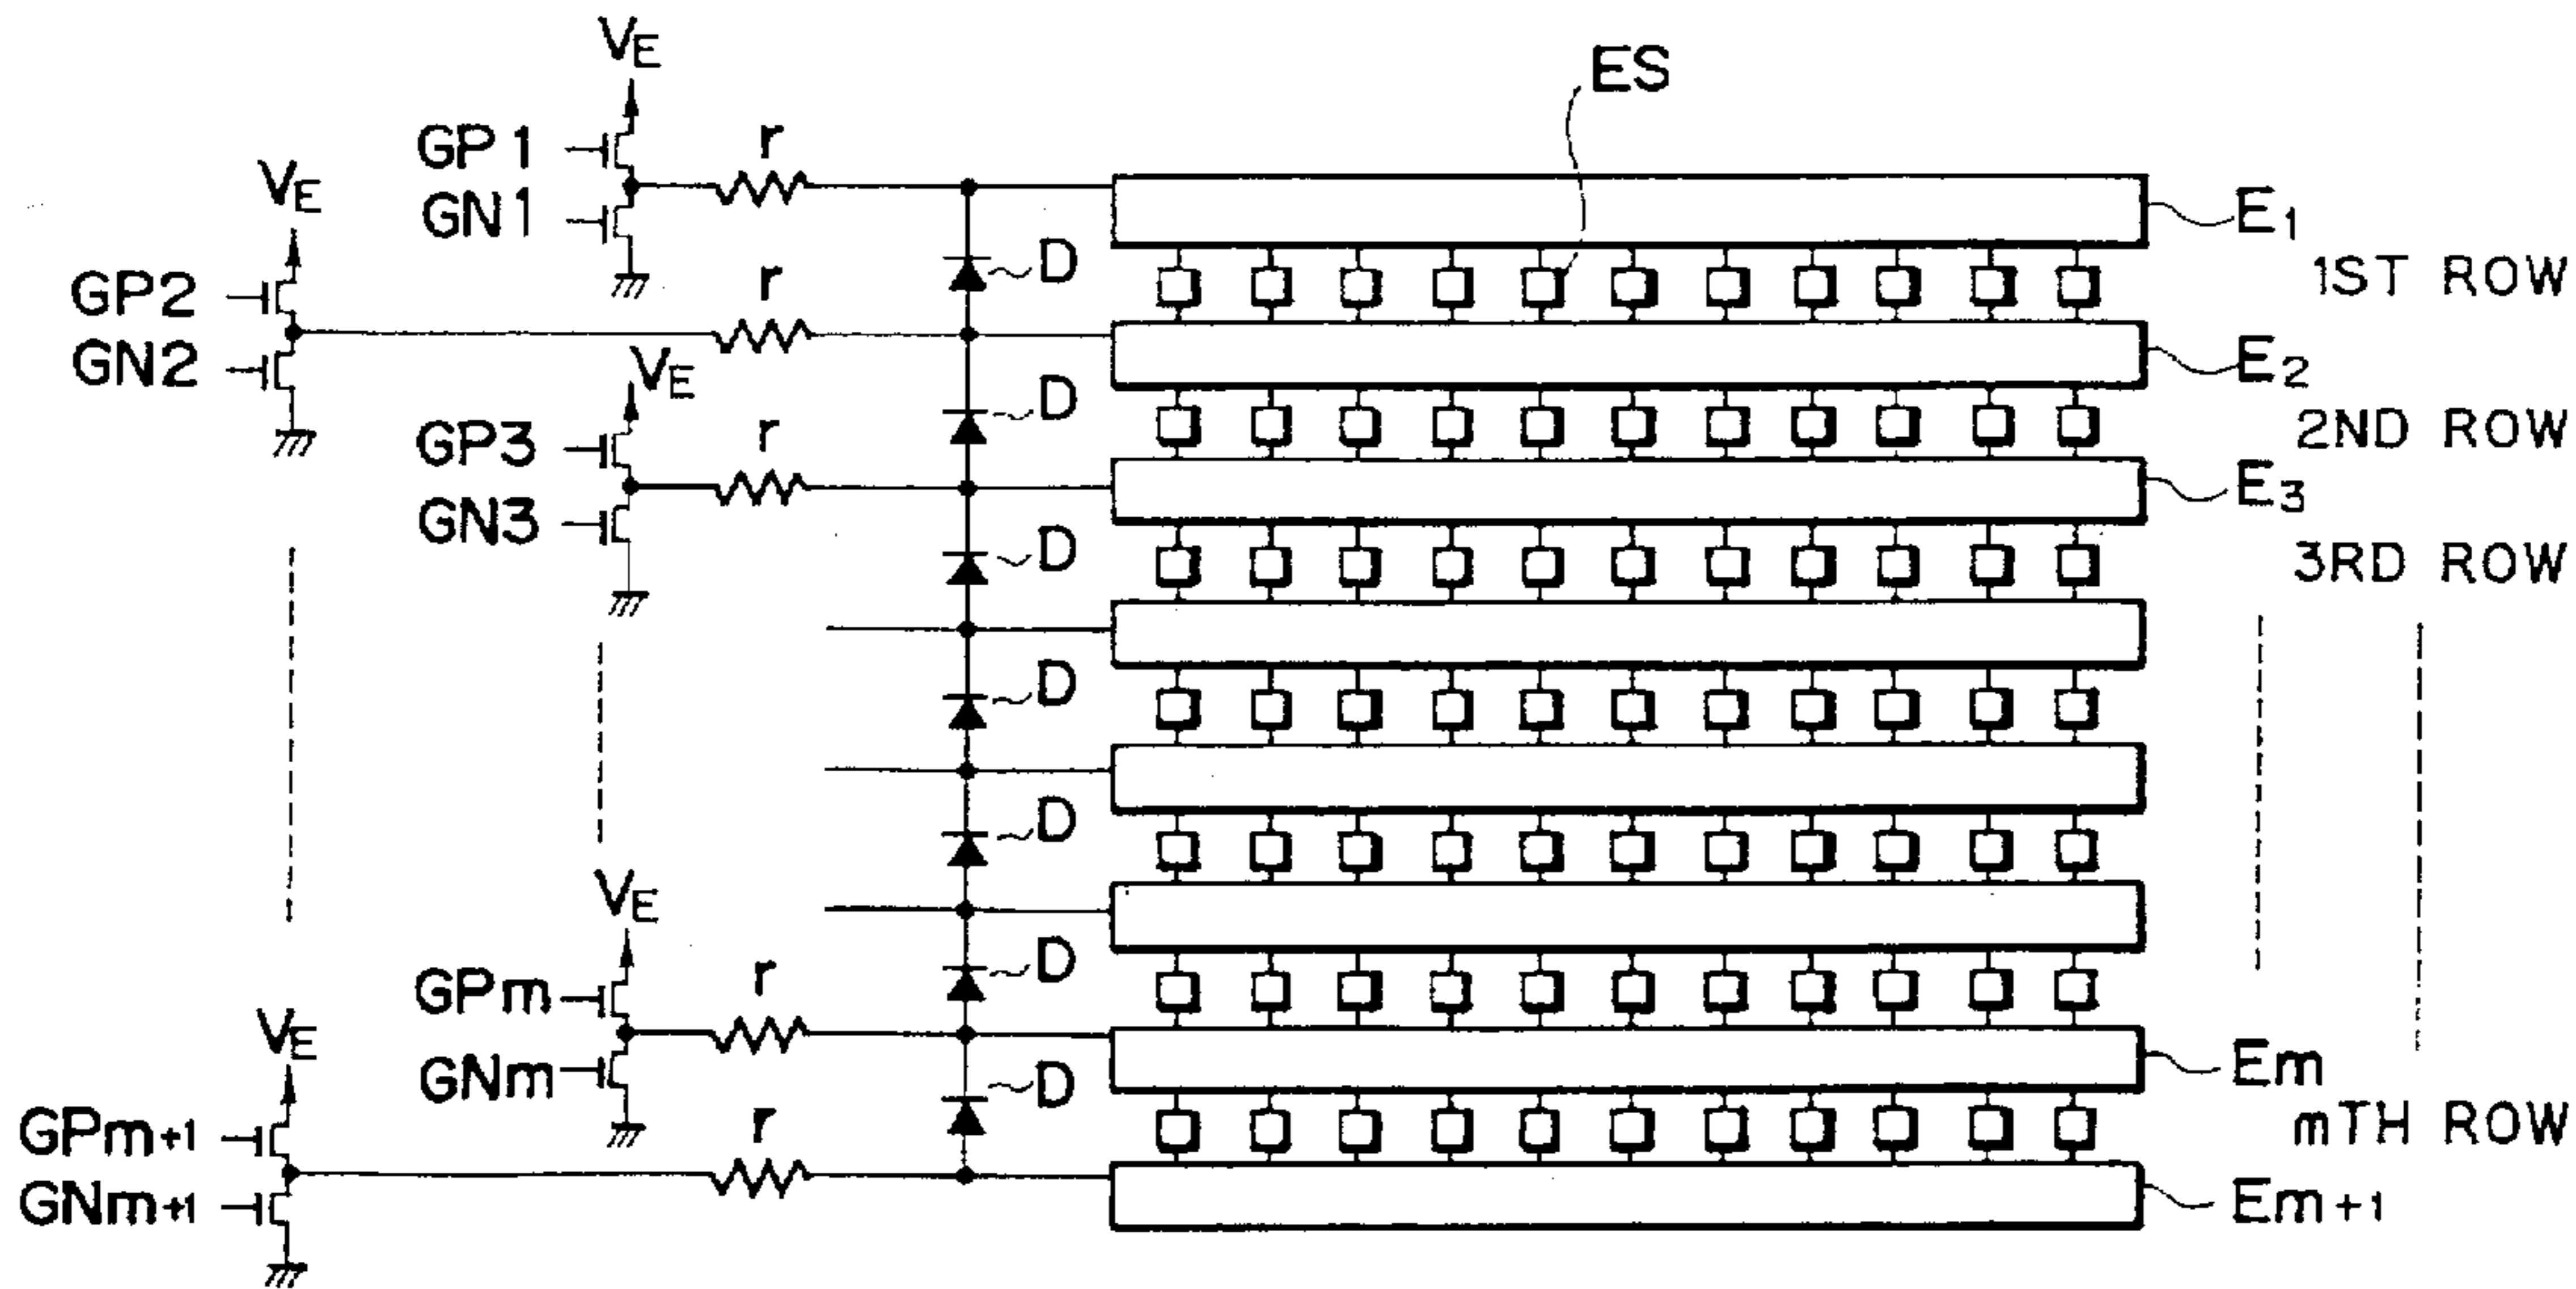 VE
ES
GP1
r
GN1
VE
E1
D
1ST ROW
GP2
r
GN2
VE
E2
D
2ND ROW
GP3
r
GN3
E3
D
3RD ROW
D
D
VE
D
GPm
r
VE
GNm
D
Em
GPm+1
r
mTH ROW
GNm+1
Em+1